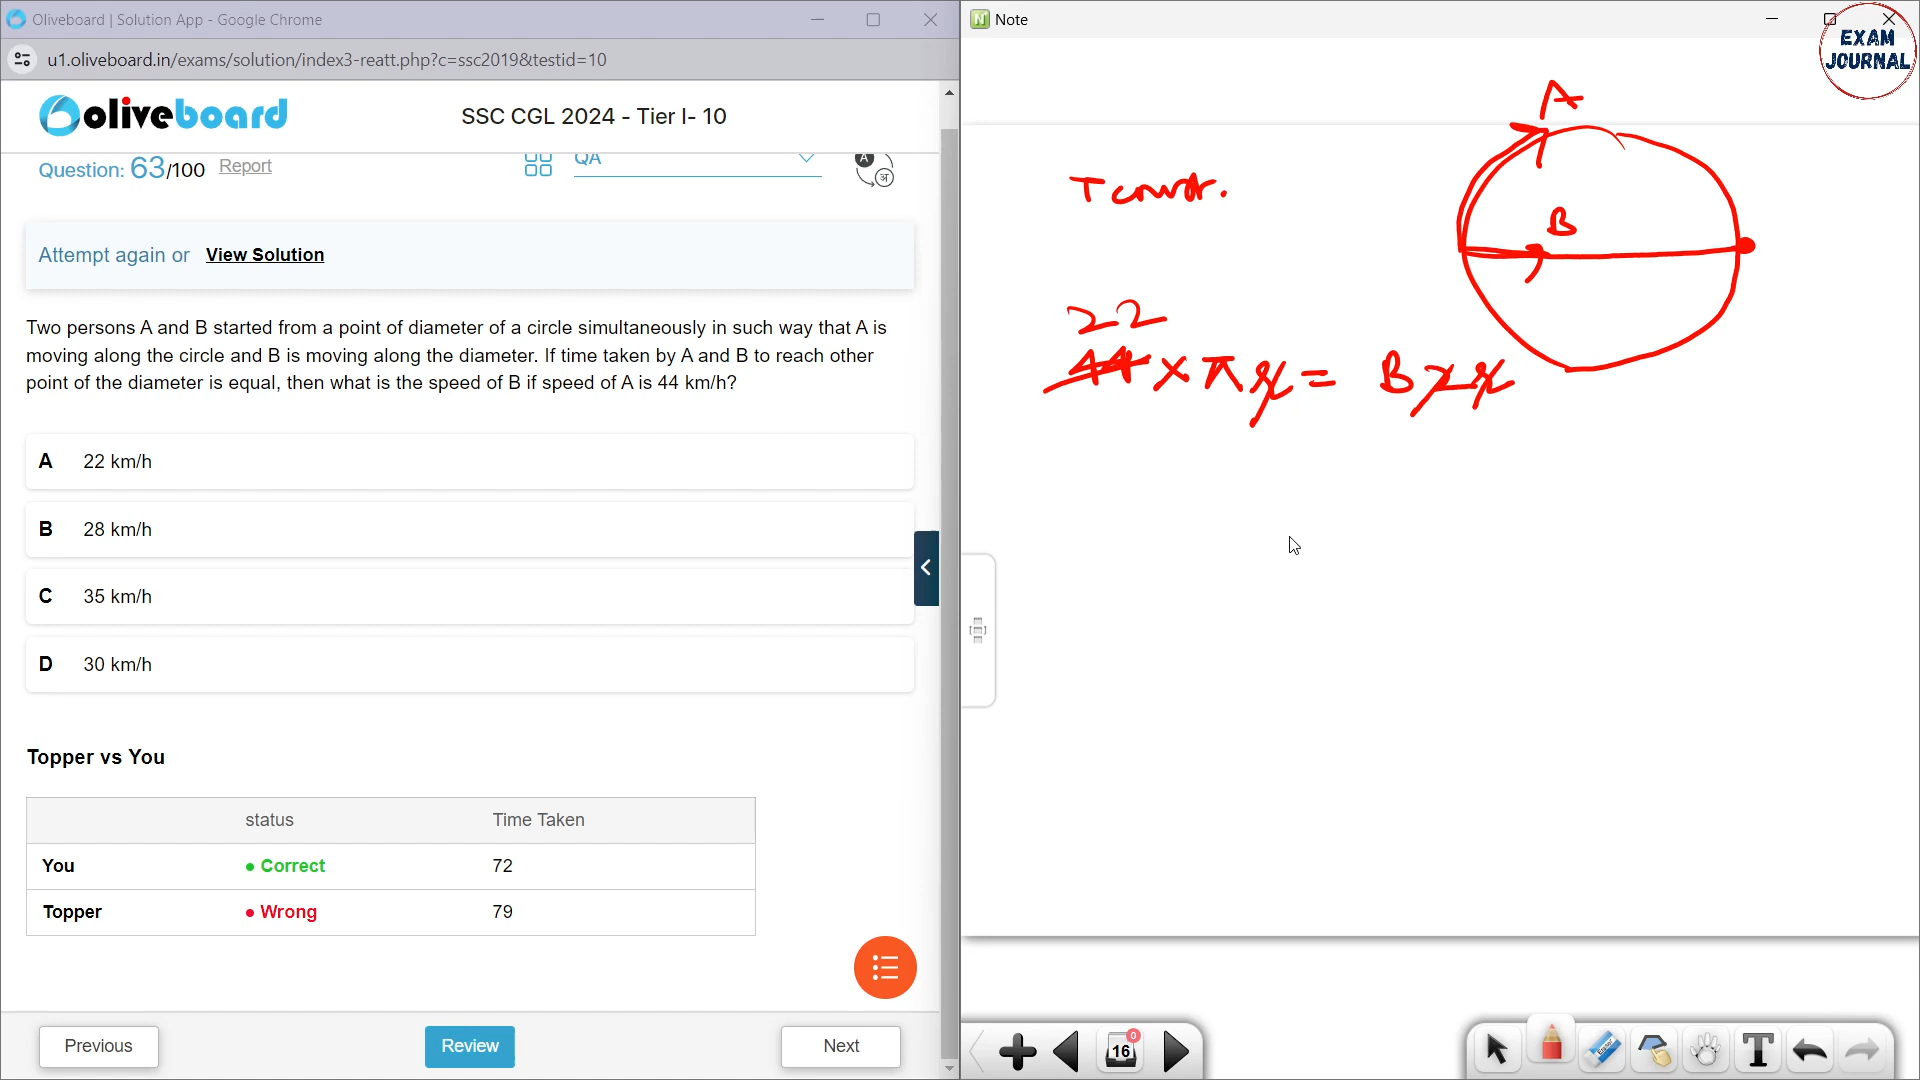 Oliveboard | Solution App - Google Chrome
u1.oliveboard.in/exams/solution/index3-reatt.php?c=ssc2019&testid=10
oliveboard
SSC CGL 2024 - Tier I- 10
Question: 63/100 Report
QA
A
अ
Attempt again or View Solution
Two persons A and B started from a point of diameter of a circle simultaneously in such way that A is
moving along the circle and B is moving along the diameter. If time taken by A and B to reach other
point of the diameter is equal, then what is the speed of B if speed of A is 44 km/h?
A 22 km/h
B 28 km/h
C 35 km/h
D 30 km/h
Topper vs You
status Time Taken
You Correct 72
Topper Wrong 79
Previous Review Next
N Note
EXAM
JOURNAL
A
B
22
44 × π r = B 2 r
16
0
T